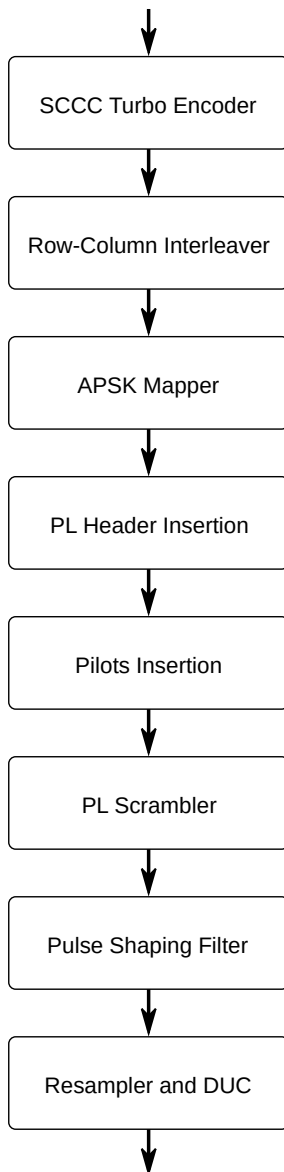 SCCC Turbo Encoder
Row-Column Interleaver
APSK Mapper
PL Header Insertion
Pilots Insertion
PL Scrambler
Pulse Shaping Filter
Resampler and DUC